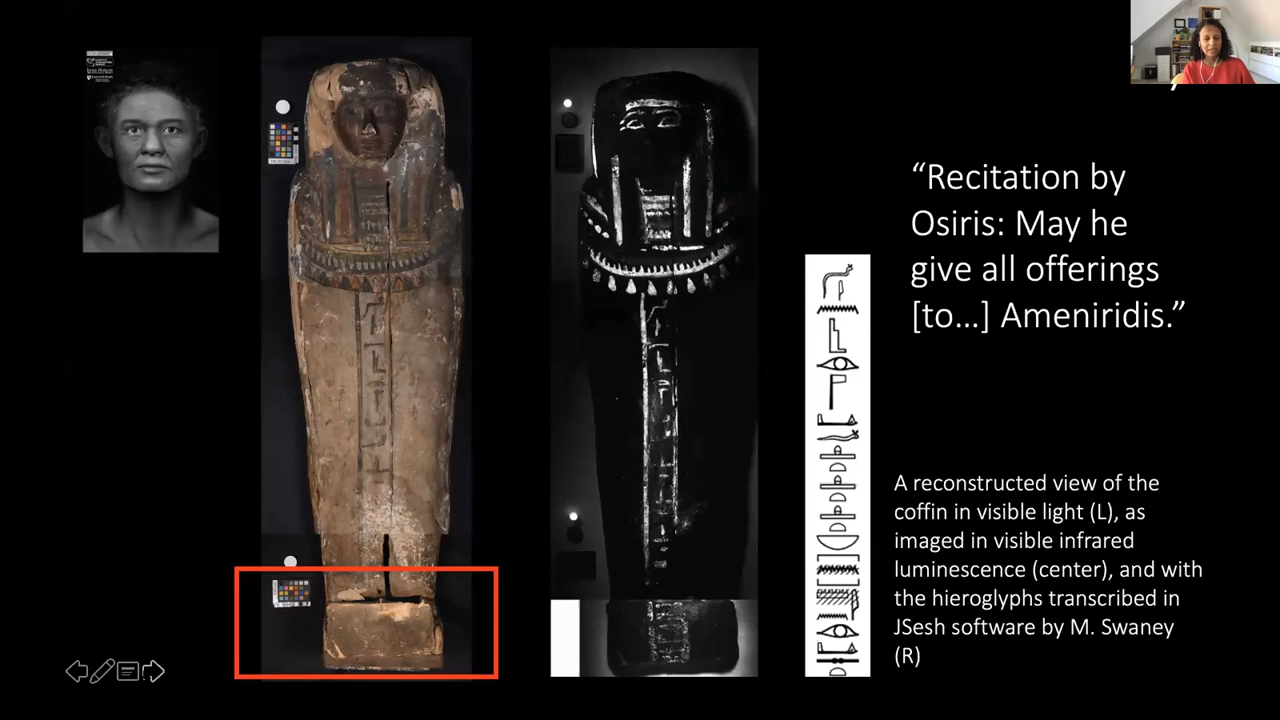 “Recitation by
Osiris: May he
give all offerings
[to…] Ameniridis.”
A reconstructed view of the
coffin in visible light (L), as
imaged in visible infrared
luminescence (center), and with
the hieroglyphs transcribed in
JSesh software by M. Swaney
(R)